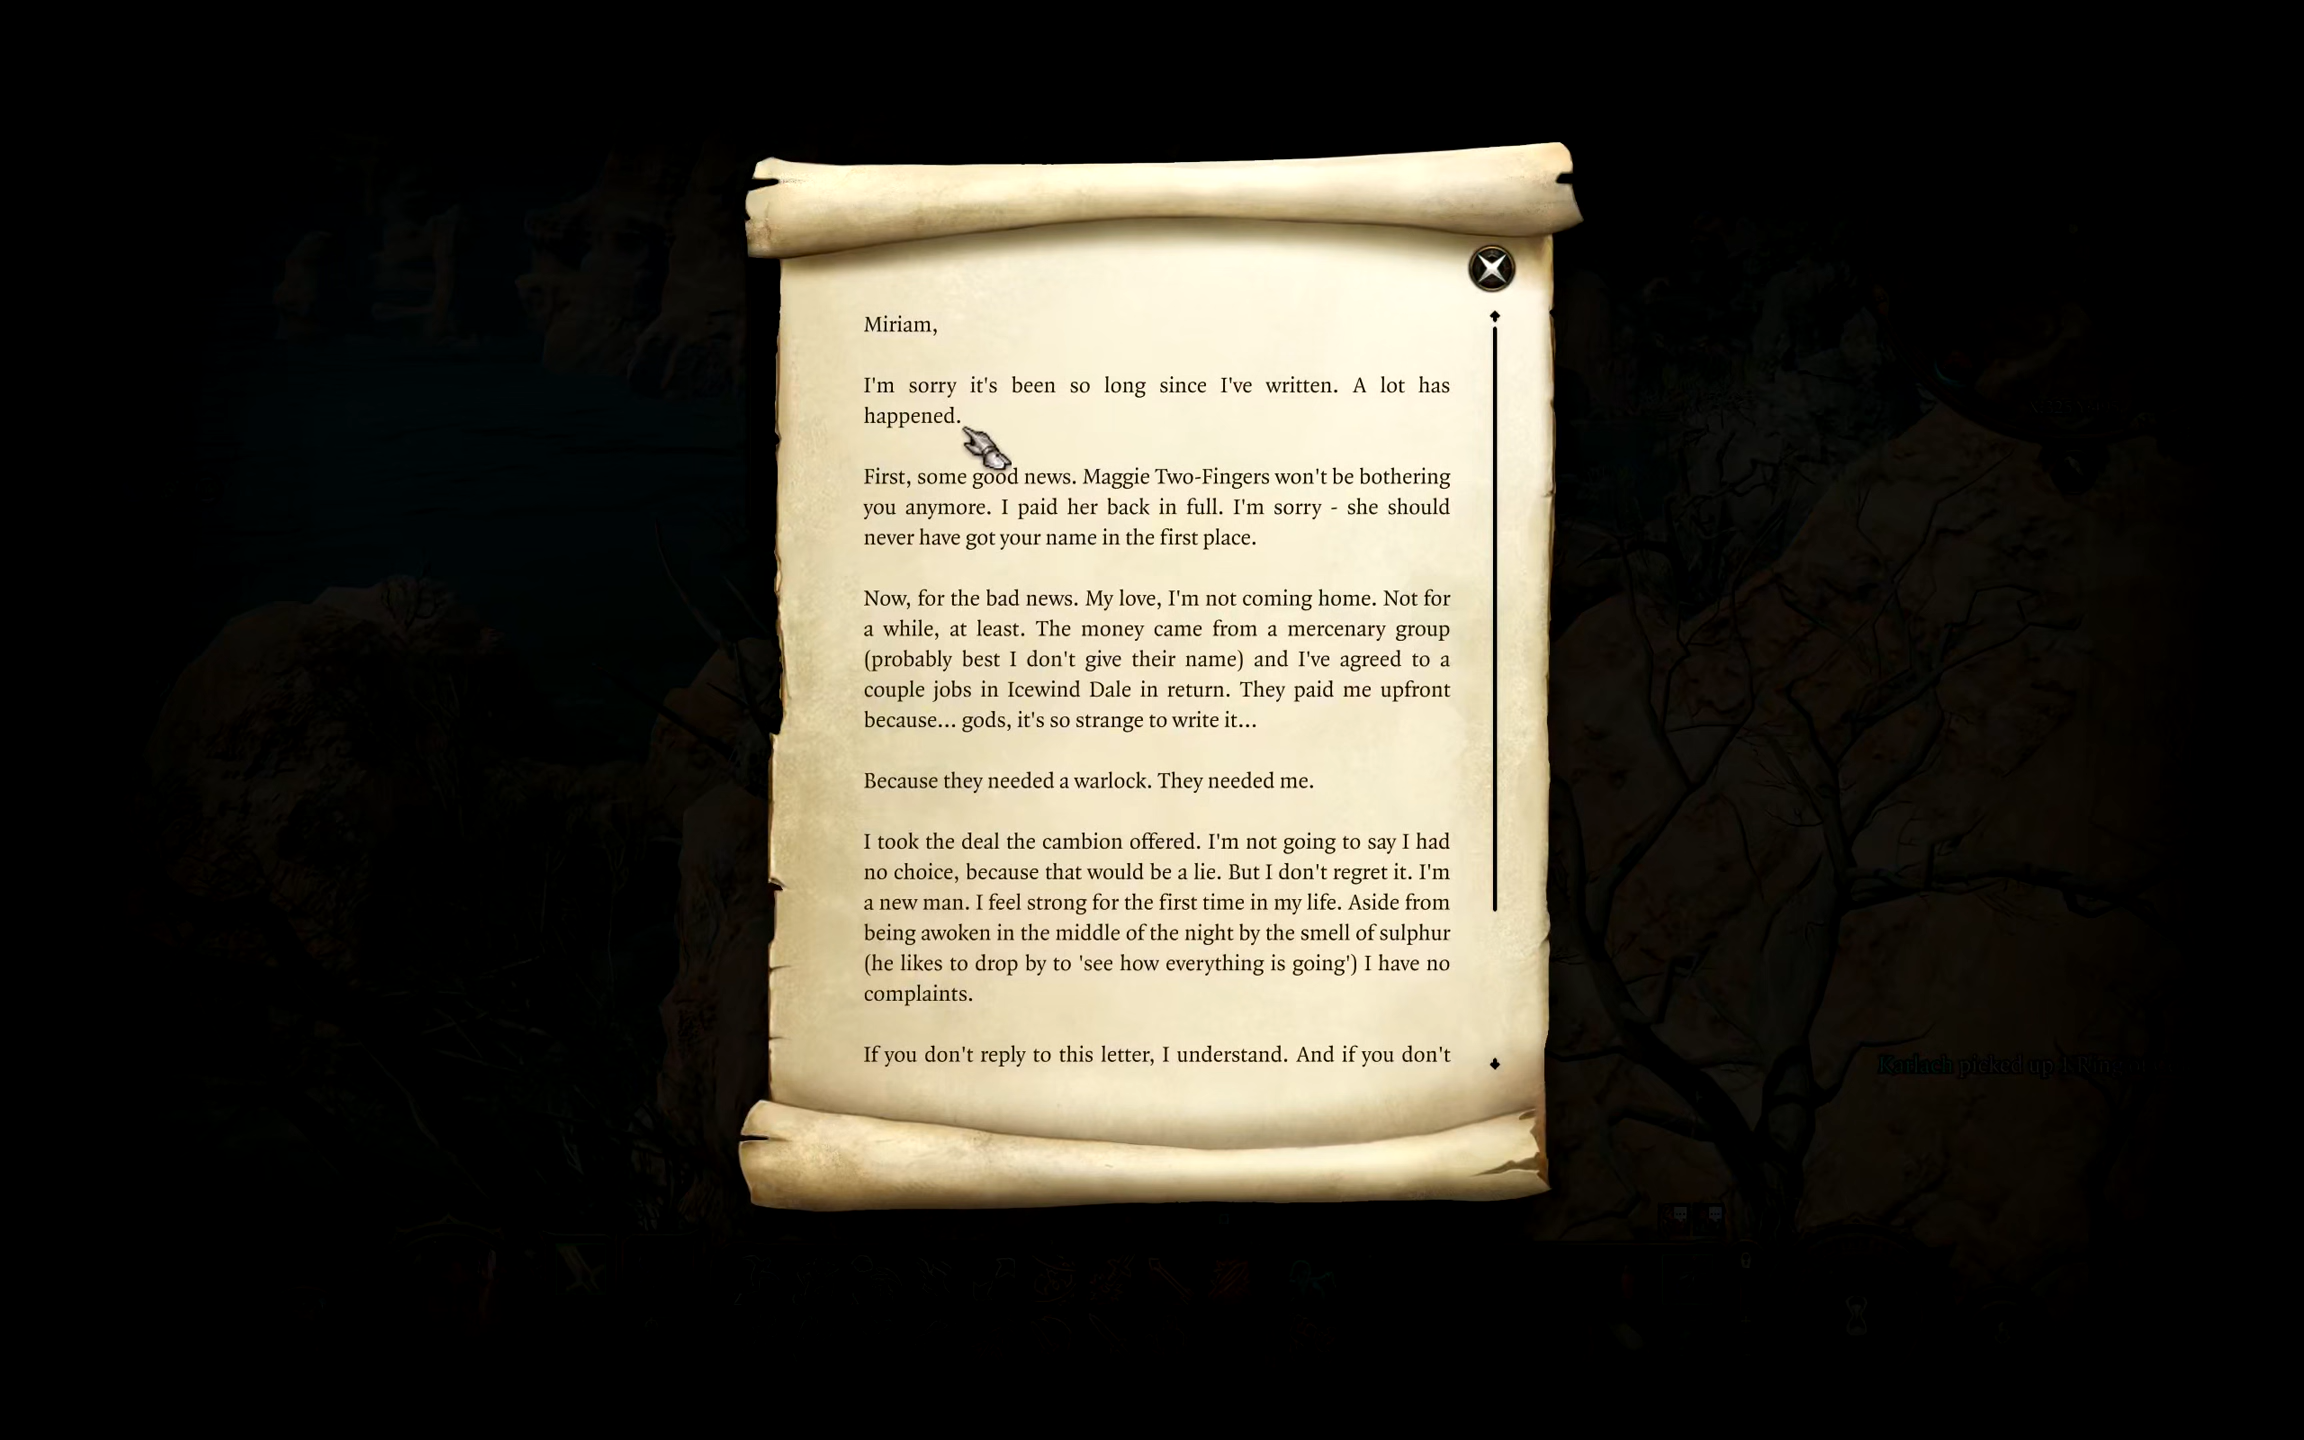 Miriam,
I'm sorry it's been so long since I've written. A lot has
happened.
First, some good news. Maggie Two-Fingers won't be bothering
you anymore. I paid her back in full. I'm sorry - she should
never have got your name in the first place.
Now, for the bad news. My love, I'm not coming home. Not for
a while, at least. The money came from a mercenary group
(probably best I don't give their name) and I've agreed to a
couple jobs in Icewind Dale in return. They paid me upfront
because... gods, it's so strange to write it...
Because they needed a warlock. They needed me.
I took the deal the cambion offered. I'm not going to say I had
no choice, because that would be a lie. But I don't regret it. I'm
a new man. I feel strong for the first time in my life. Aside from
being awoken in the middle of the night by the smell of sulphur
(he likes to drop by to 'see how everything is going') I have no
complaints.
If you don't reply to this letter, I understand. And if you don't
Karlach picked up 1